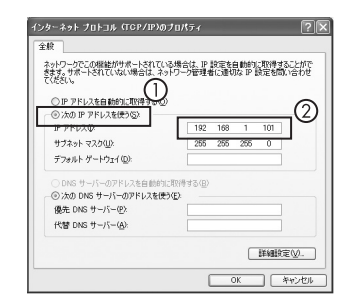 インターネット プロトコル (TCP/IP)のプロパティ
全般
ネットワークでこの機能がサポートされている場合は、IP 設定を自動的に取得することがで
きます。サポートされていない場合は、ネットワーク管理者に適切な IP 設定を問い合わせ
てください。
①
IP アドレスを自動的に取得する(O)
次の IP アドレスを使う(S):
②
IP アドレス(I):
192 168 1 101
サブネット マスク(U):
255 255 255 0
デフォルト ゲートウェイ(D):
DNS サーバーのアドレスを自動的に取得する(B)
次の DNS サーバーのアドレスを使う(E):
優先 DNS サーバー(P):
代替 DNS サーバー(A):
詳細設定(V)...
OK
キャンセル